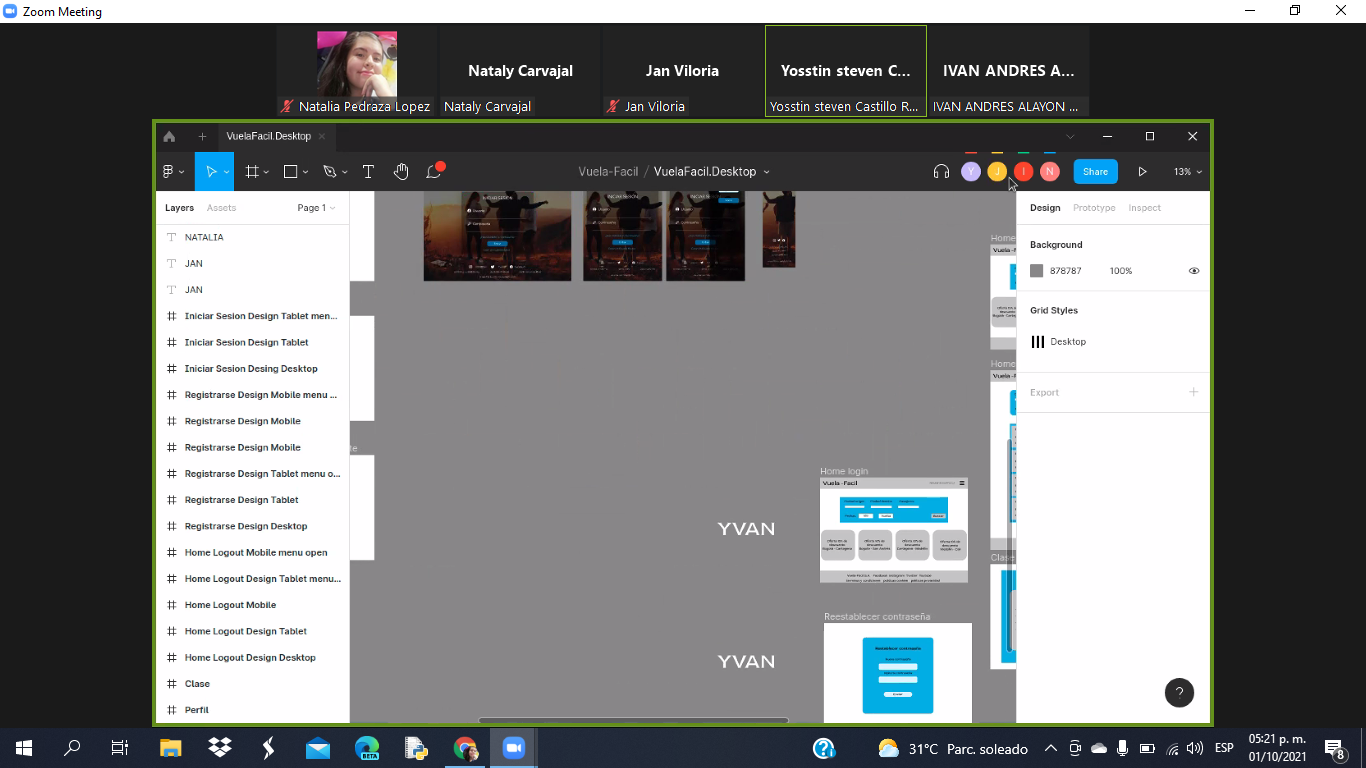 Zoom Meeting
Nataly Carvajal
Jan Viloria
Yosstin steven C...
IVAN ANDRES A...
Natalia Pedraza Lopez
Nataly Carvajal
Jan Viloria
Yosstin steven Castillo R...
IVAN ANDRES ALAYON ...
VuelaFacil.Desktop
Vuela-Facil / VuelaFacil.Desktop
Y
J
I
N
Share
13%
Layers
Assets
Page 1
Design
Prototype
Inspect
NATALIA
JAN
JAN
Iniciar Sesion Design Tablet men...
Iniciar Sesion Design Tablet
Iniciar Sesion Desing Desktop
Registrarse Design Mobile menu ...
Registrarse Design Mobile
Registrarse Design Mobile
Registrarse Design Tablet menu o...
Registrarse Design Tablet
Registrarse Design Desktop
Home Logout Mobile menu open
Home Logout Design Tablet menu...
Home Logout Mobile
Home Logout Design Tablet
Home Logout Design Desktop
Clase
Perfil
Home
Home
Clase
Home login
Vuela -Facil
YVAN
Reestablecer contraseña
YVAN
Background
878787
100%
Grid Styles
Desktop
Export
?
31°C Parc. soleado
ESP
05:21 p. m.
01/10/2021
8
BETA